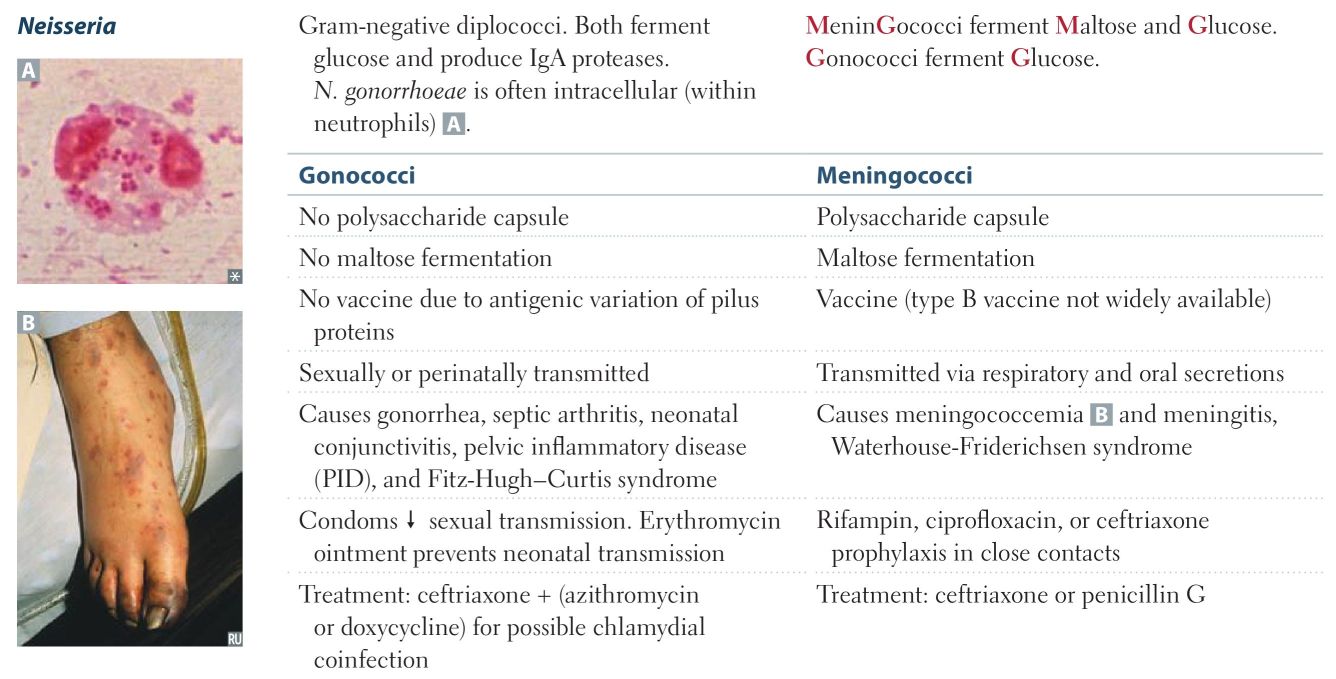 Neisseria
A
*
B
RU
Gram-negative diplococci. Both ferment
glucose and produce IgA proteases.
N. gonorrhoeae is often intracellular (within
neutrophils) A.
MeninGococci ferment Maltose and Glucose.
Gonococci ferment Glucose.
Gonococci
Meningococci
No polysaccharide capsule
Polysaccharide capsule
No maltose fermentation
Maltose fermentation
No vaccine due to antigenic variation of pilus
proteins
Vaccine (type B vaccine not widely available)
Sexually or perinatally transmitted
Transmitted via respiratory and oral secretions
Causes gonorrhea, septic arthritis, neonatal
conjunctivitis, pelvic inflammatory disease
(PID), and Fitz-Hugh–Curtis syndrome
Causes meningococcemia B and meningitis,
Waterhouse-Friderichsen syndrome
Condoms ↓ sexual transmission. Erythromycin
ointment prevents neonatal transmission
Rifampin, ciprofloxacin, or ceftriaxone
prophylaxis in close contacts
Treatment: ceftriaxone + (azithromycin
or doxycycline) for possible chlamydial
coinfection
Treatment: ceftriaxone or penicillin G